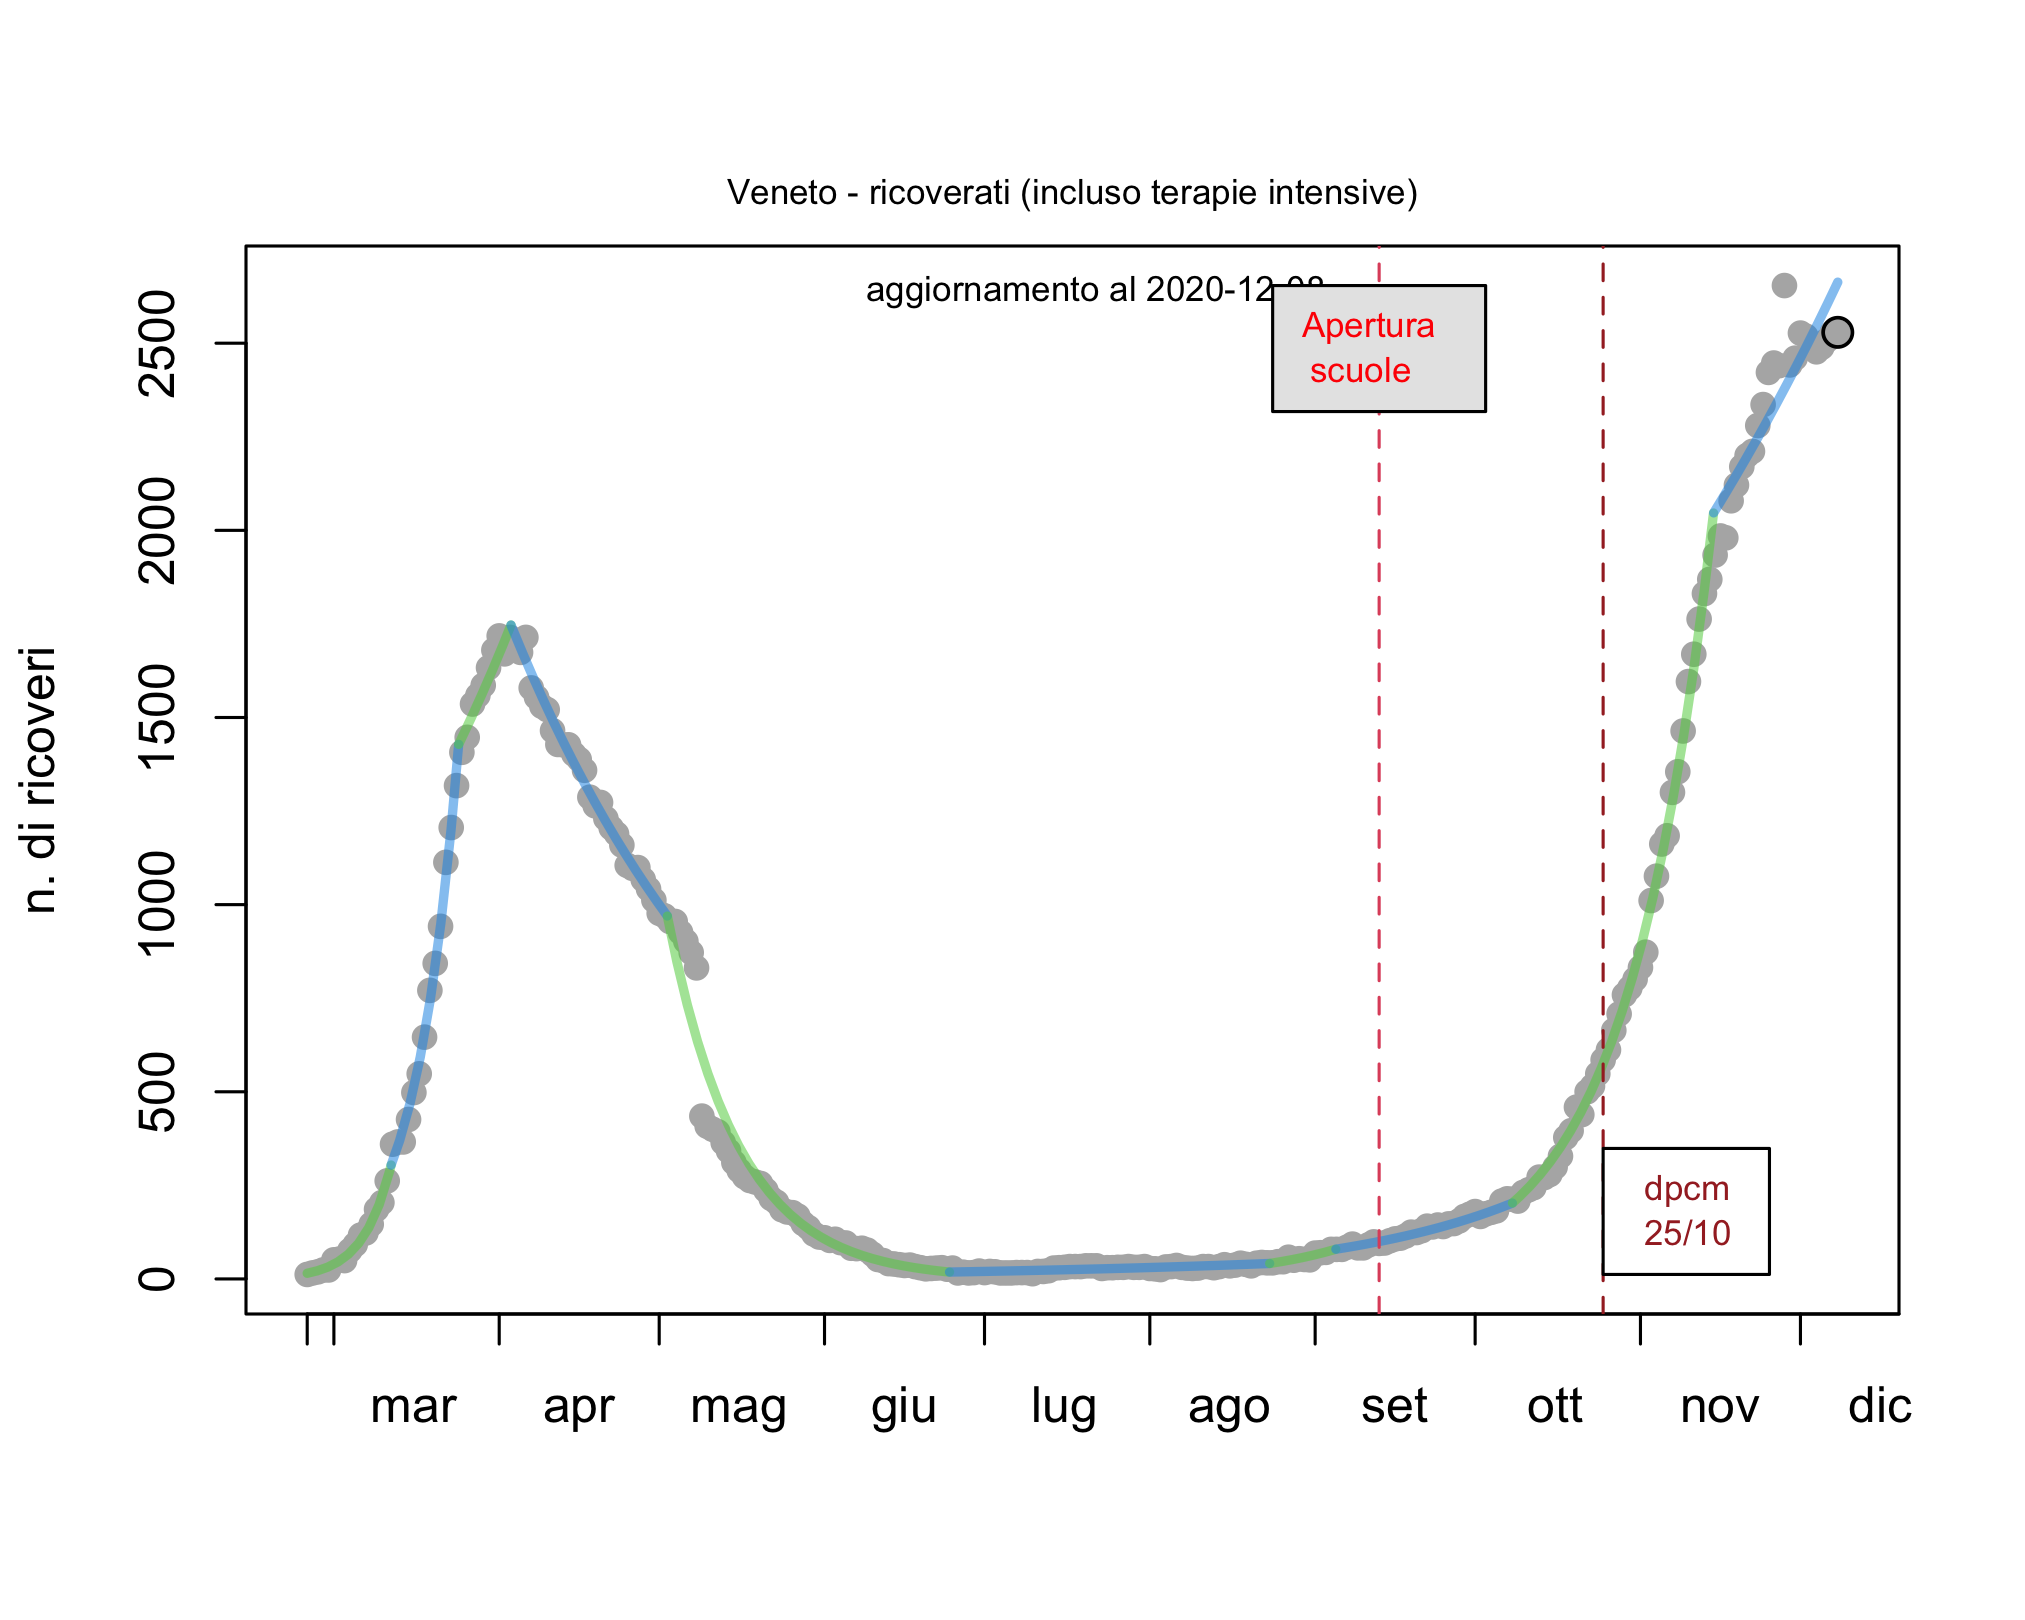 Veneto - ricoverati (incluso terapie intensive)
aggiornamento al 2020-12-08
Apertura
scuole
2500
2000
1500
1000
500
0
n. di ricoveri
dpcm
25/10
mar apr mag giu lug ago set ott nov dic